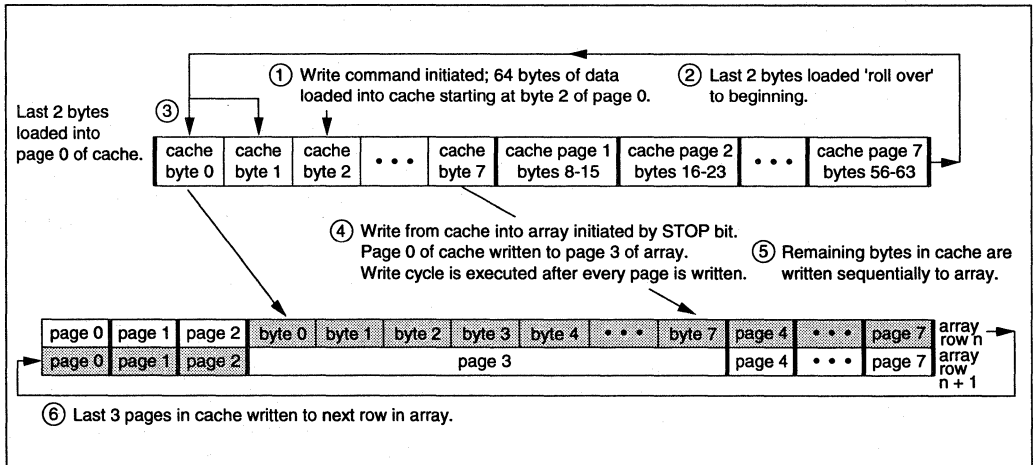 ① Write command initiated; 64 bytes of data
loaded into cache starting at byte 2 of page 0.
② Last 2 bytes loaded 'roll over'
to beginning.
Last 2 bytes
loaded into
page 0 of cache.
③
cache byte 0 cache byte 1 cache byte 2 • • • cache byte 7 cache page 1 bytes 8-15 cache page 2 bytes 16-23 • • • cache page 7 bytes 56-63
④ Write from cache into array initiated by STOP bit.
Page 0 of cache written to page 3 of array.
Write cycle is executed after every page is written.
⑤ Remaining bytes in cache are
written sequentially to array.
page 0 page 1 page 2 byte 0 byte 1 byte 2 byte 3 byte 4 • • • byte 7 page 4 • • • page 7 array row n
page 0 page 1 page 2 page 3 page 4 • • • page 7 array row n + 1
⑥ Last 3 pages in cache written to next row in array.